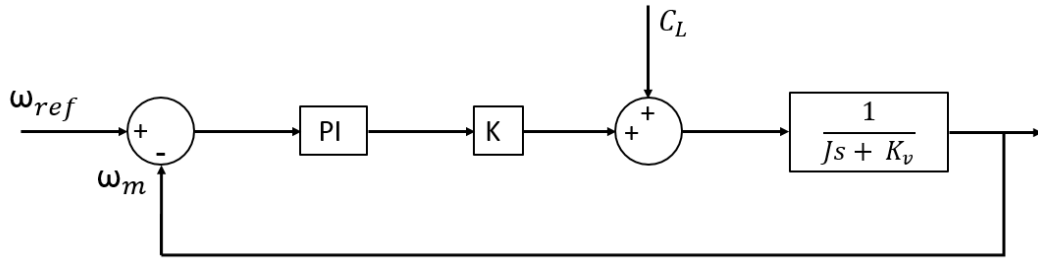 C_L
ω_ref
+
-
PI
K
+
+
1
Js + K_v
ω_m